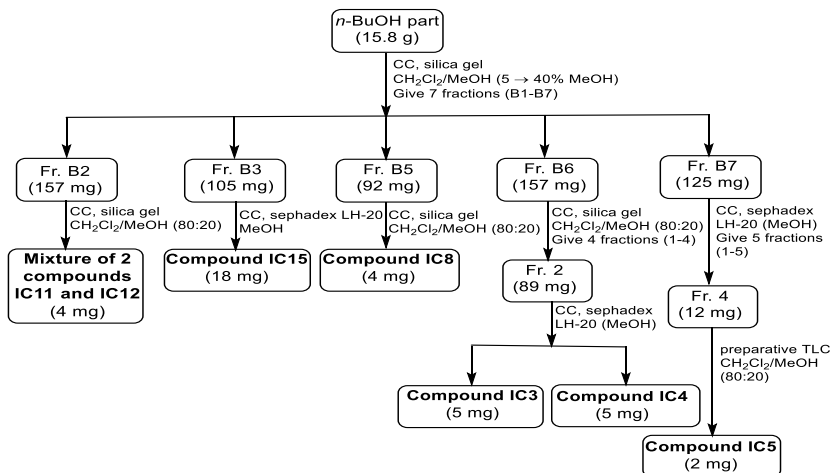 n-BuOH part
(15.8 g)
CC, silica gel
CH₂Cl₂/MeOH (5 → 40% MeOH)
Give 7 fractions (B1-B7)
Fr. B2
(157 mg)
CC, silica gel
CH₂Cl₂/MeOH (80:20)
Mixture of 2
compounds
IC11 and IC12
(4 mg)
Fr. B3
(105 mg)
CC, sephadex LH-20
MeOH
Compound IC15
(18 mg)
Fr. B5
(92 mg)
CC, silica gel
CH₂Cl₂/MeOH (80:20)
Compound IC8
(4 mg)
Fr. B6
(157 mg)
CC, silica gel
CH₂Cl₂/MeOH (80:20)
Give 4 fractions (1-4)
Fr. 2
(89 mg)
CC, sephadex
LH-20 (MeOH)
Compound IC3
(5 mg)
Compound IC4
(5 mg)
Fr. B7
(125 mg)
CC, sephadex
LH-20 (MeOH)
Give 5 fractions
(1-5)
Fr. 4
(12 mg)
preparative TLC
CH₂Cl₂/MeOH
(80:20)
Compound IC5
(2 mg)